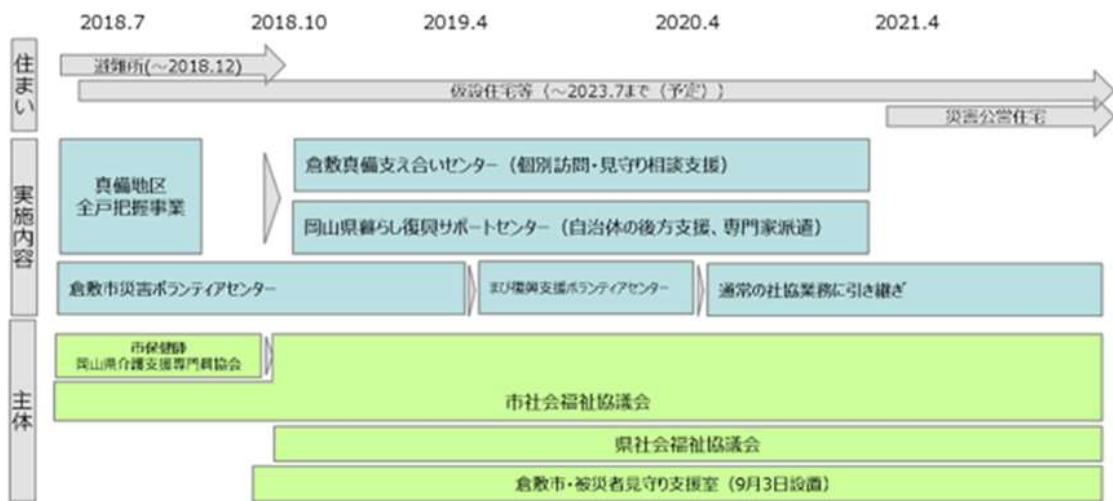 2018.7
2018.10
2019.4
2020.4
2021.4
住まい
避難所(～2018.12)
仮設住宅等（～2023.7まで（予定））
災害公営住宅
実施内容
真備地区
全戸把握事業
倉敷真備支え合いセンター（個別訪問・見守り相談支援）
岡山県暮らし復興サポートセンター（自治体の後方支援、専門家派遣）
倉敷市災害ボランティアセンター
まび復興支援ボランティアセンター
通常の社協業務に引き継ぎ
主体
市保健師
岡山県介護支援専門員協会
市社会福祉協議会
県社会福祉協議会
倉敷市・被災者見守り支援室（9月3日設置）